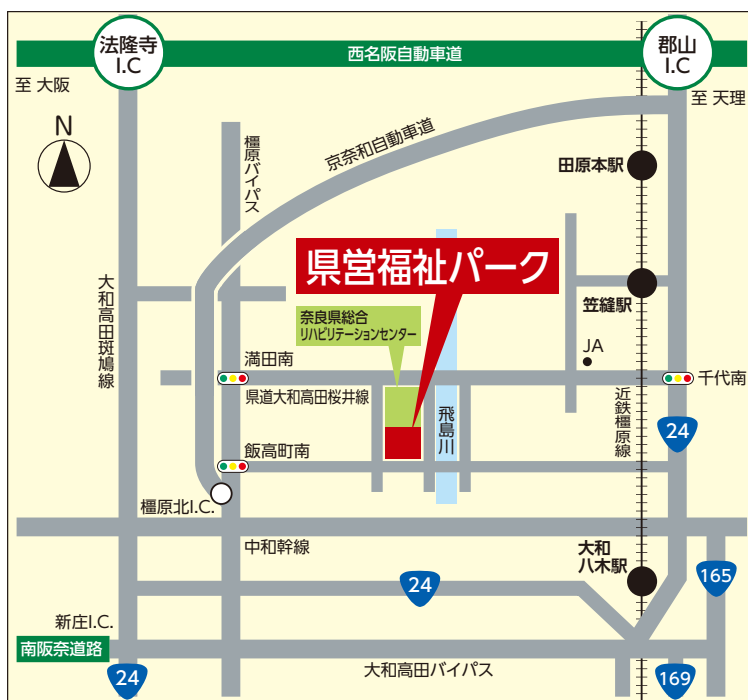 法隆寺
I.C
西名阪自動車道
郡山
I.C
至 大阪
至 天理
N
橿原バイパス
京奈和自動車道
田原本駅
県営福祉パーク
大和高田斑鳩線
笠縫駅
奈良県総合
リハビリテーションセンター
JA
満田南
千代南
県道大和高田桜井線
飛島川
近鉄橿原線
24
飯高町南
橿原北I.C.
中和幹線
大和
八木駅
24
165
新庄I.C.
南阪奈道路
24
大和高田バイパス
169